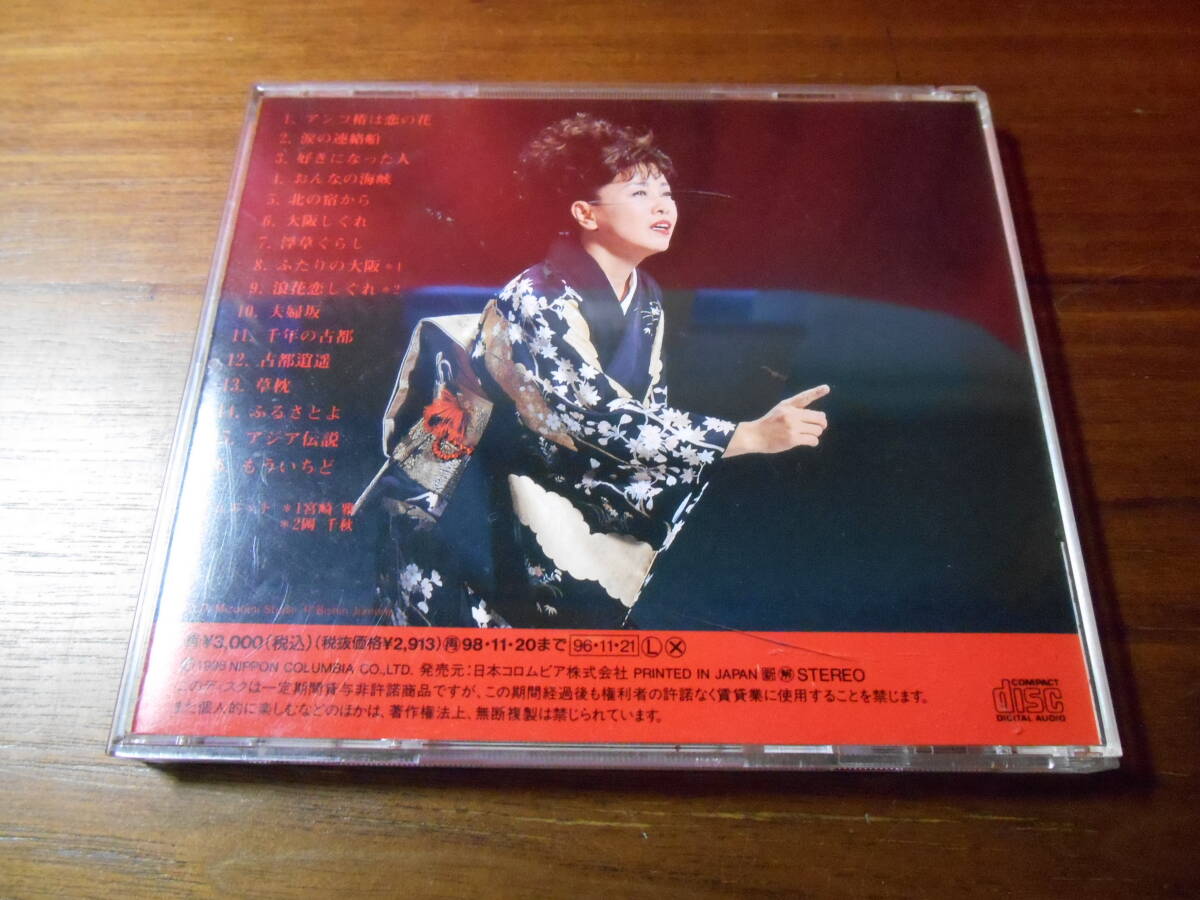 1. アンコ椿は恋の花
2. 涙の連絡船
3. 好きになった人
4. おんなの海峡
5. 北の宿から
6. 大阪しぐれ
7. 浮草ぐらし
8. ふたりの大阪*1
9. 浪花恋しぐれ*2
10. 夫婦坂
11. 千年の古都
12. 古都逍遥
13. 草枕
14. ふるさとよ
5. アジア伝説
もういちど
*1宮崎 雅
*2岡 千秋
¥3,000(税込)(税抜価格¥2,913)再98・11・20まで 96・11・21 L X
P1996 NIPPON COLUMBIA CO.,LTD. 発売元:日本コロムビア株式会社 PRINTED IN JAPAN STEREO
このディスクは一定期間貸与非許諾商品ですが、この期間経過後も権利者の許諾なく賃貸業に使用することを禁じます。
また個人的に楽しむなどのほかは、著作権法上、無断複製は禁じられています。
COMPACT
disc
DIGITAL AUDIO